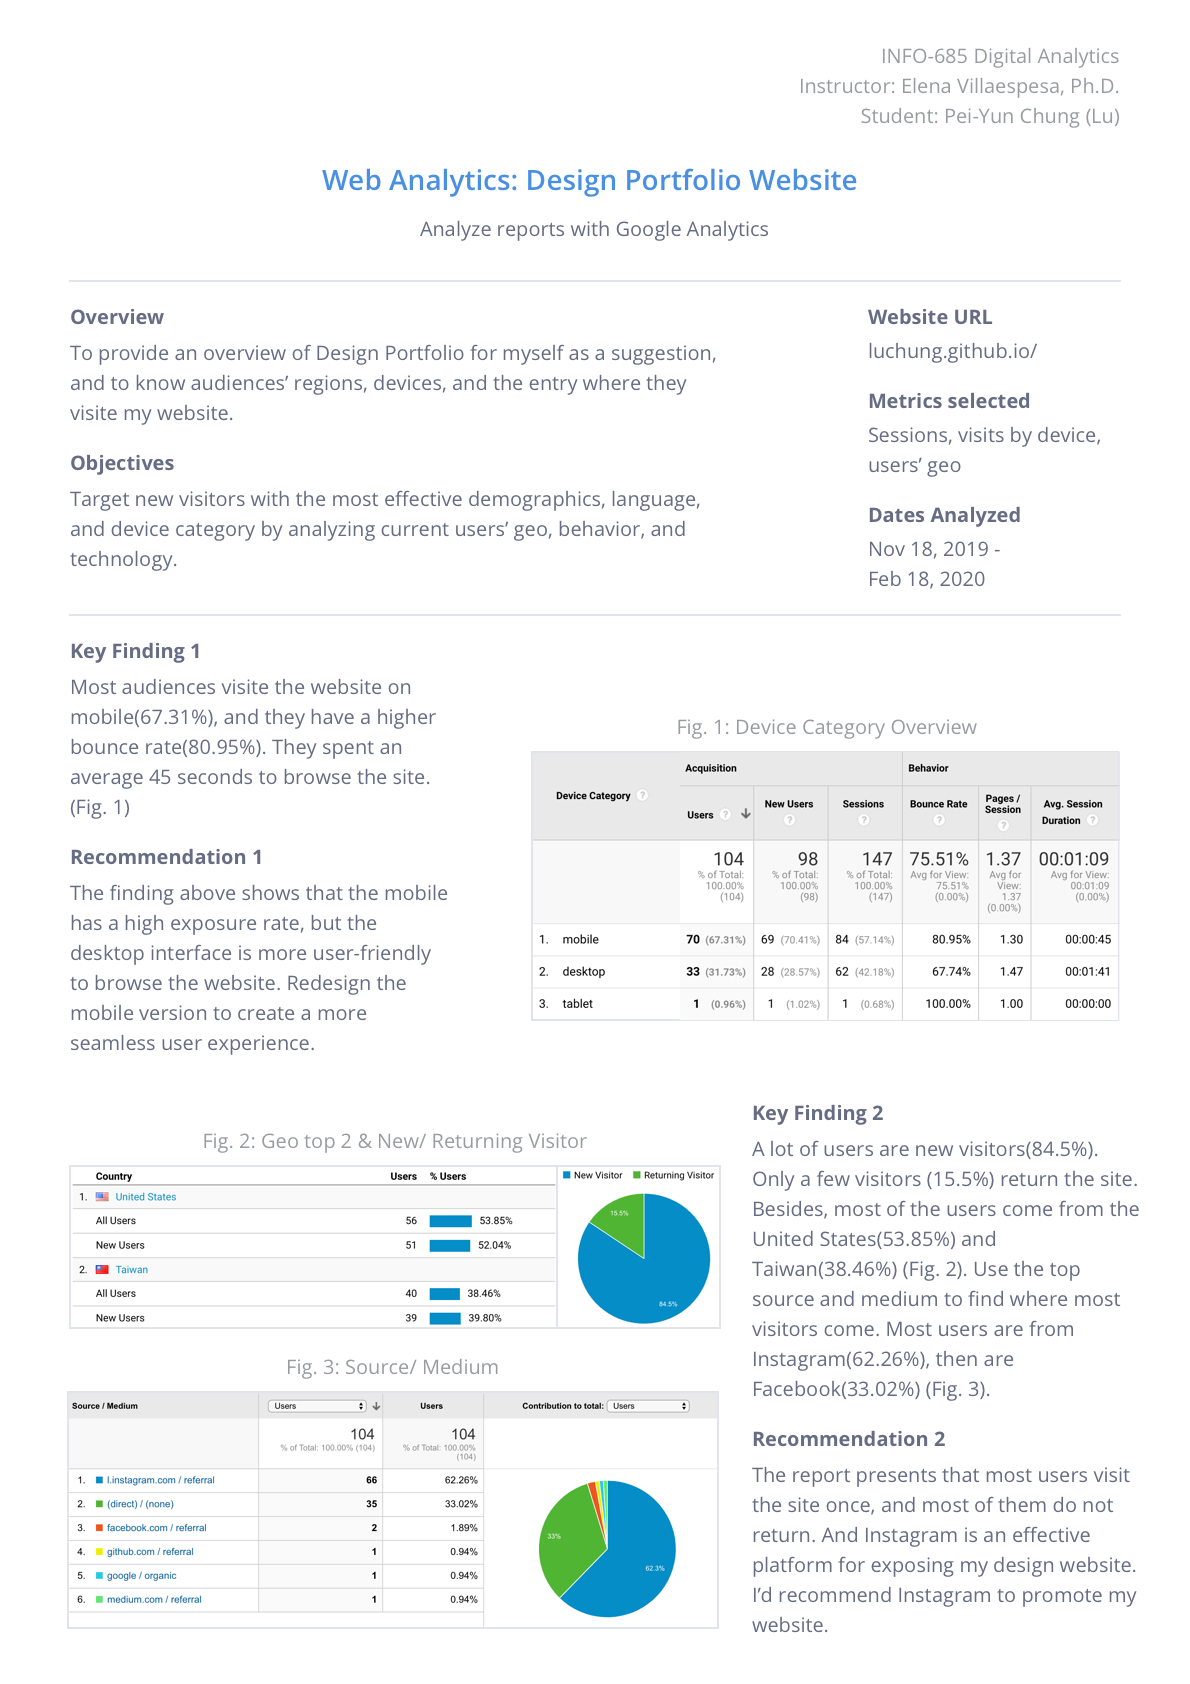 INFO-685 Digital Analytics
Instructor: Elena Villaespesa, Ph.D.
Student: Pei-Yun Chung (Lu)
Web Analytics: Design Portfolio Website
Analyze reports with Google Analytics
Overview
To provide an overview of Design Portfolio for myself as a suggestion,
and to know audiences’ regions, devices, and the entry where they
visite my website.
Objectives
Target new visitors with the most effective demographics, language,
and device category by analyzing current users’ geo, behavior, and
technology.
Website URL
luchung.github.io/
Metrics selected
Sessions, visits by device,
users’ geo
Dates Analyzed
Nov 18, 2019 -
Feb 18, 2020
Key Finding 1
Most audiences visite the website on
mobile(67.31%), and they have a higher
bounce rate(80.95%). They spent an
average 45 seconds to browse the site.
(Fig. 1)
Recommendation 1
The finding above shows that the mobile
has a high exposure rate, but the
desktop interface is more user-friendly
to browse the website. Redesign the
mobile version to create a more
seamless user experience.
Fig. 1: Device Category Overview
Device Category ?
Acquisition
Behavior
Users ?
New Users
?
Sessions
?
Bounce Rate
?
Pages /
Session
?
Avg. Session
Duration ?
104
% of Total:
100.00%
(104)
98
% of Total:
100.00%
(98)
147
% of Total:
100.00%
(147)
75.51%
Avg for View:
75.51%
(0.00%)
1.37
Avg for
View:
1.37
(0.00%)
00:01:09
Avg for View:
00:01:09
(0.00%)
1. mobile 70 (67.31%) 69 (70.41%) 84 (57.14%) 80.95% 1.30 00:00:45
2. desktop 33 (31.73%) 28 (28.57%) 62 (42.18%) 67.74% 1.47 00:01:41
3. tablet 1 (0.96%) 1 (1.02%) 1 (0.68%) 100.00% 1.00 00:00:00
Fig. 2: Geo top 2 & New/ Returning Visitor
Country Users % Users
1. United States
All Users 56 53.85%
New Users 51 52.04%
2. Taiwan
All Users 40 38.46%
New Users 39 39.80%
New Visitor Returning Visitor
15.5%
84.5%
Fig. 3: Source/ Medium
Source / Medium Users Users Contribution to total: Users
104
% of Total: 100.00% (104)
104
% of Total: 100.00%
(104)
1. l.instagram.com / referral 66 62.26%
2. (direct) / (none) 35 33.02%
3. facebook.com / referral 2 1.89%
4. github.com / referral 1 0.94%
5. google / organic 1 0.94%
6. medium.com / referral 1 0.94%
33%
62.3%
Key Finding 2
A lot of users are new visitors(84.5%).
Only a few visitors (15.5%) return the site.
Besides, most of the users come from the
United States(53.85%) and
Taiwan(38.46%) (Fig. 2). Use the top
source and medium to find where most
visitors come. Most users are from
Instagram(62.26%), then are
Facebook(33.02%) (Fig. 3).
Recommendation 2
The report presents that most users visit
the site once, and most of them do not
return. And Instagram is an effective
platform for exposing my design website.
I’d recommend Instagram to promote my
website.